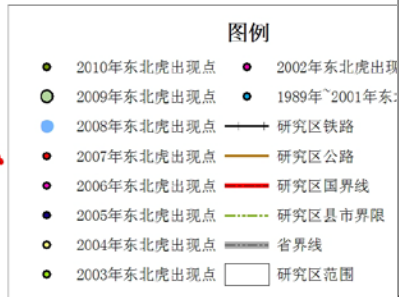 图例
2010年东北虎出现点
2009年东北虎出现点
2008年东北虎出现点
2007年东北虎出现点
2006年东北虎出现点
2005年东北虎出现点
2004年东北虎出现点
2003年东北虎出现点
2002年东北虎出现
1989年~2001年东
研究区铁路
研究区公路
研究区国界线
研究区县市界限
省界线
研究区范围